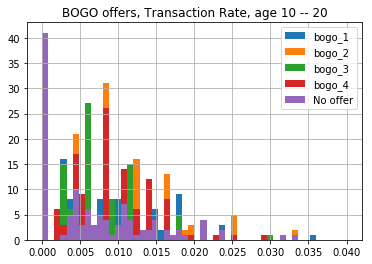 BOGO offers, Transaction Rate, age 10 -- 20
bogo_1
bogo_2
bogo_3
bogo_4
No offer
40
35
30
25
20
15
10
5
0
0.000 0.005 0.010 0.015 0.020 0.025 0.030 0.035 0.040